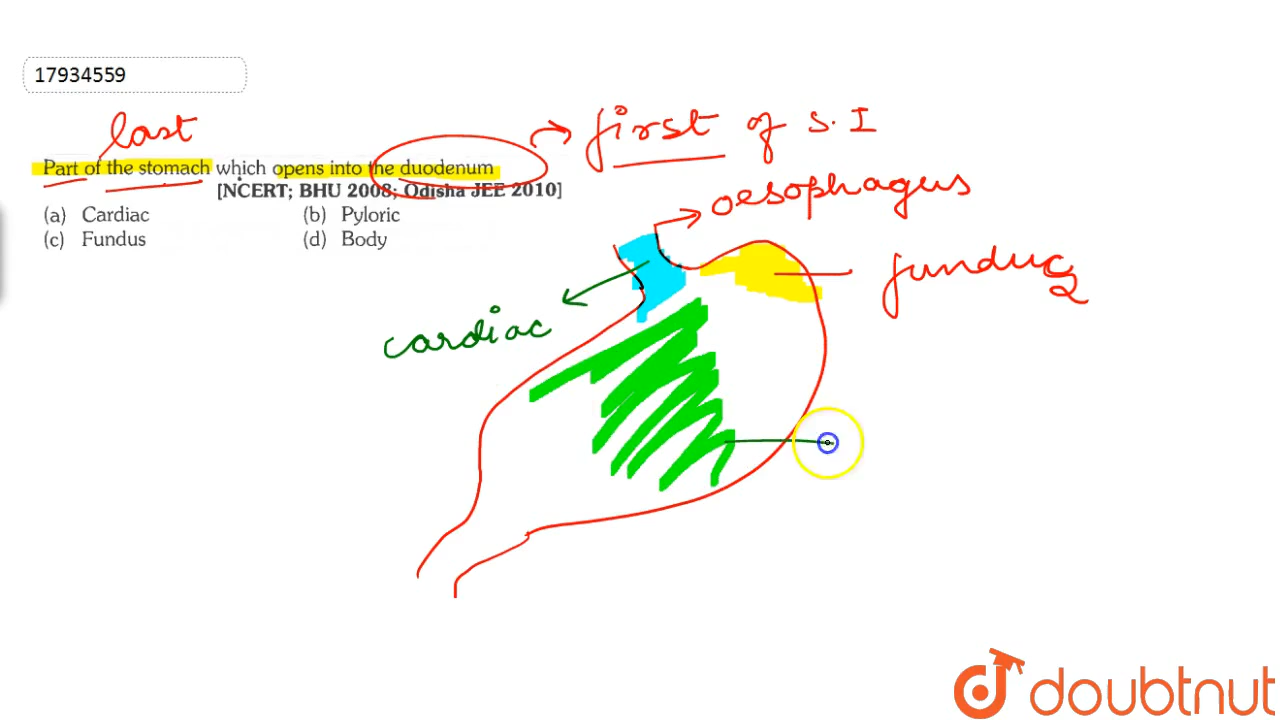 17934559
last
first of S.I
Part of the stomach which opens into the duodenum
[NCERT; BHU 2008; Odisha JEE 2010]
(a) Cardiac (b) Pyloric
(c) Fundus (d) Body
oesophagus
fundus
cardiac
doubtnut